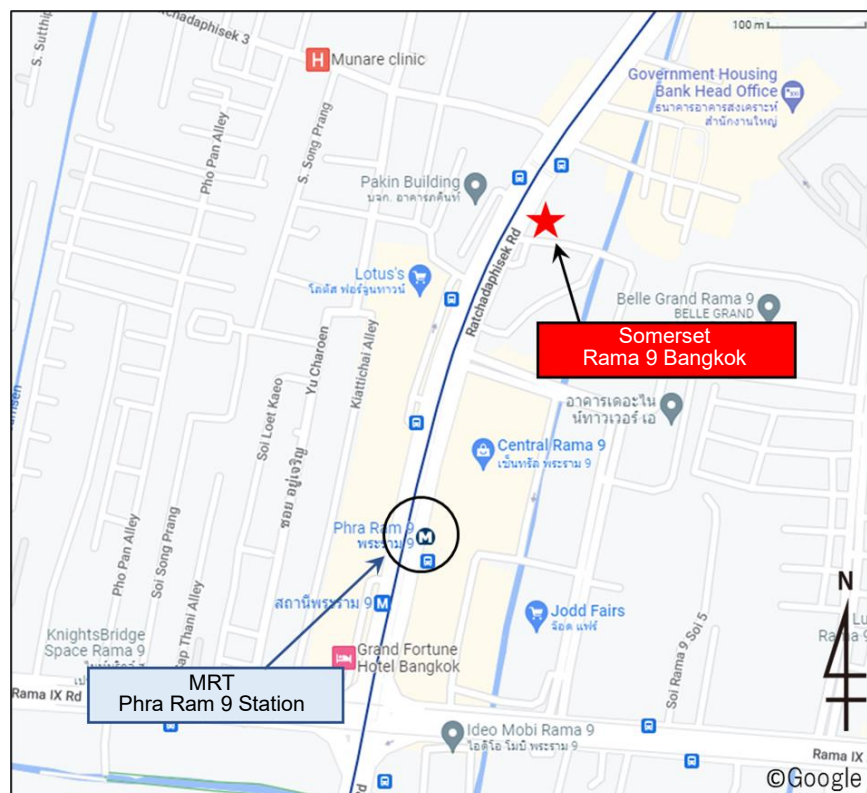 100 m
Ratchadaphisek 3
S. Sutthip
H
Munare clinic
Government Housing
Bank Head Office
ธนาคารอาคารสงเคราะห์
สำนักงานใหญ่
Pho Pan Alley
S. Song Prang
Pakin Building
บจก. อาคารภคินท์
Ratchadaphisek Rd
Lotus's
โลตัส ฟอร์จูนทาวน์
Belle Grand Rama 9
BELLE GRAND
Somerset
Rama 9 Bangkok
Yu Charoen
Kiattichai Alley
Soi Loet Kaeo
ซอย อยู่เจริญ
อาคารเดอะไน
น์ทาวเวอร์ เอ
Central Rama 9
เซ็นทรัล พระราม 9
Phra Ram 9
พระราม 9
M
Pho Pan Alley
Soi Song Prang
Rap Thani Alley
สถานีพระราม 9
M
Jodd Fairs
จ๊อด แฟร์
Soi Rama 9 Soi 5
N
KnightsBridge
Space Rama 9
Grand Fortune
Hotel Bangkok
Lu
Rama 9
MRT
Phra Ram 9 Station
Rama IX Rd
Ideo Mobi Rama 9
ไอดีโอ โมบิ พระราม 9
Rama IX
©Google